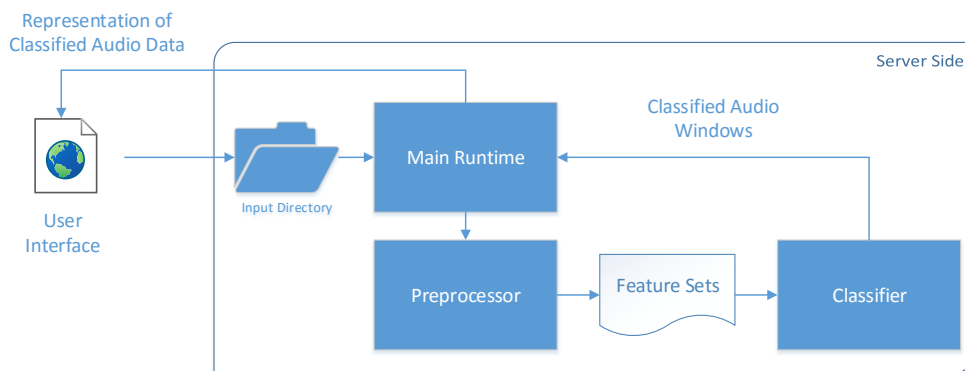 Representation of
Classified Audio Data
Server Side
Classified Audio
Windows
Main Runtime
Input Directory
User
Interface
Preprocessor
Feature Sets
Classifier